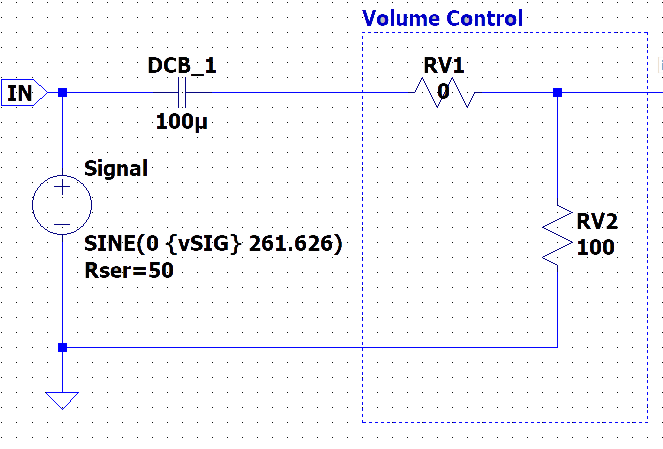 Volume Control
DCB_1
RV1
IN
0
100µ
Signal
RV2
100
SINE(0 {vSIG} 261.626)
Rser=50